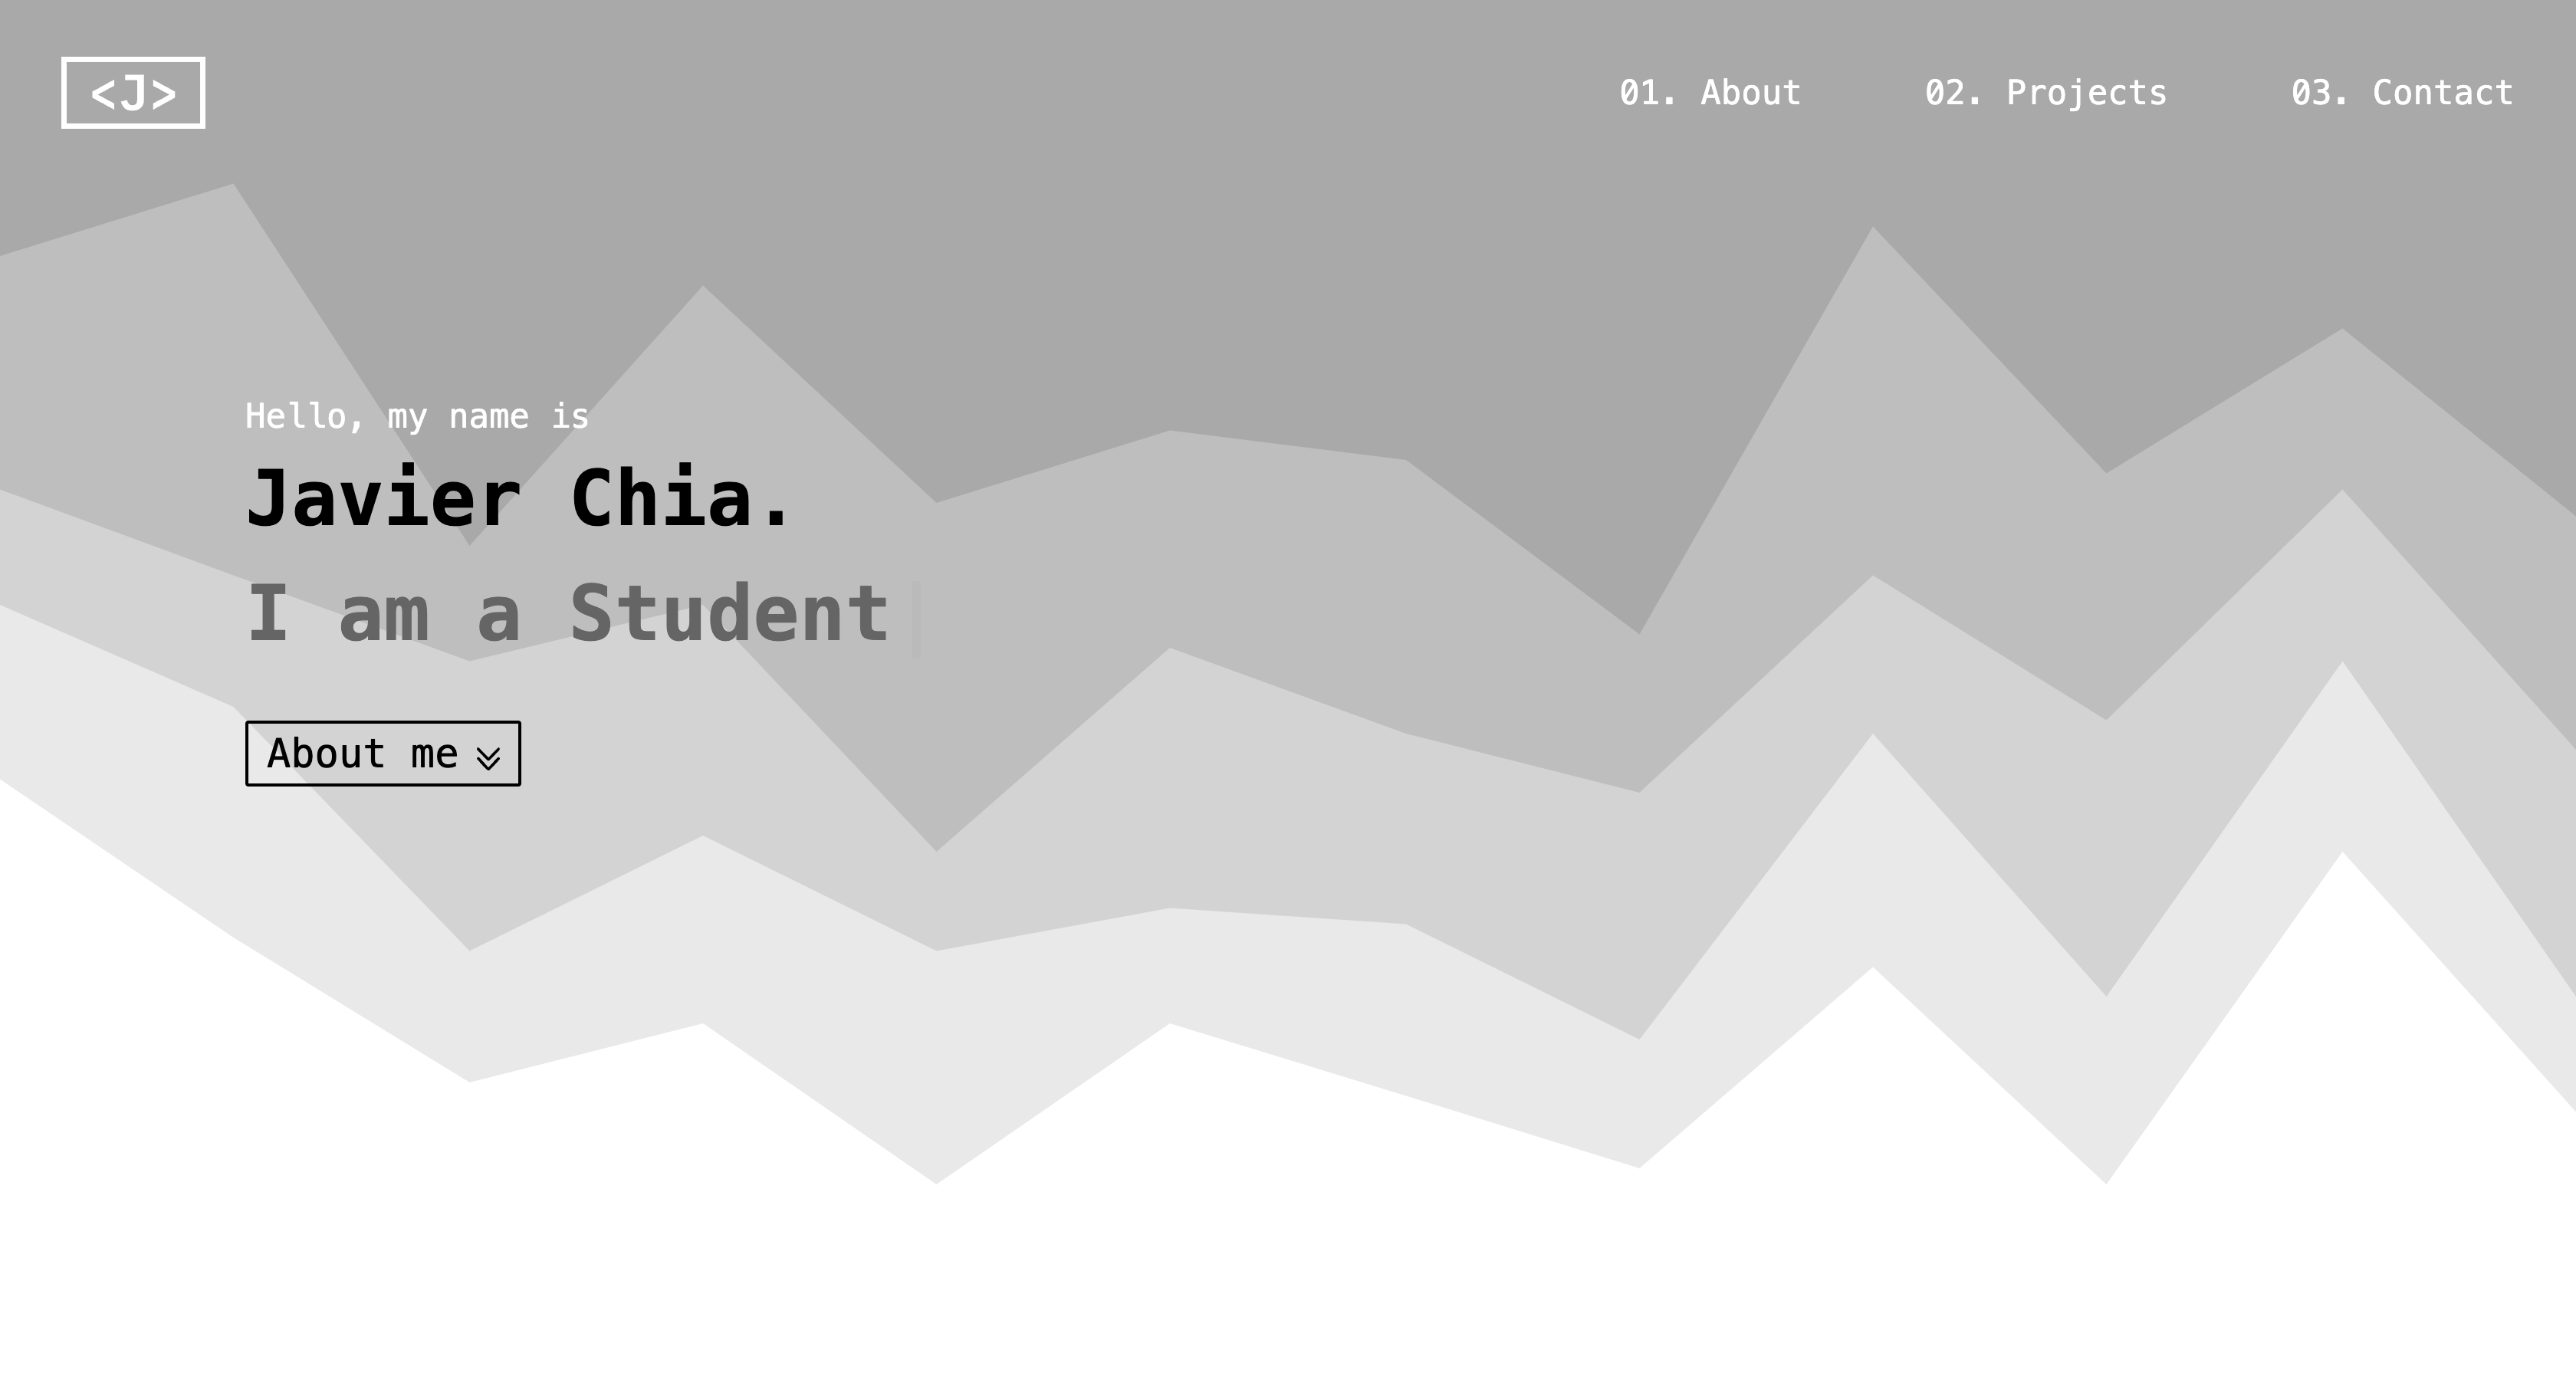 <J>
01. About
02. Projects
03. Contact
Hello, my name is
Javier Chia.
I am a Student
About me